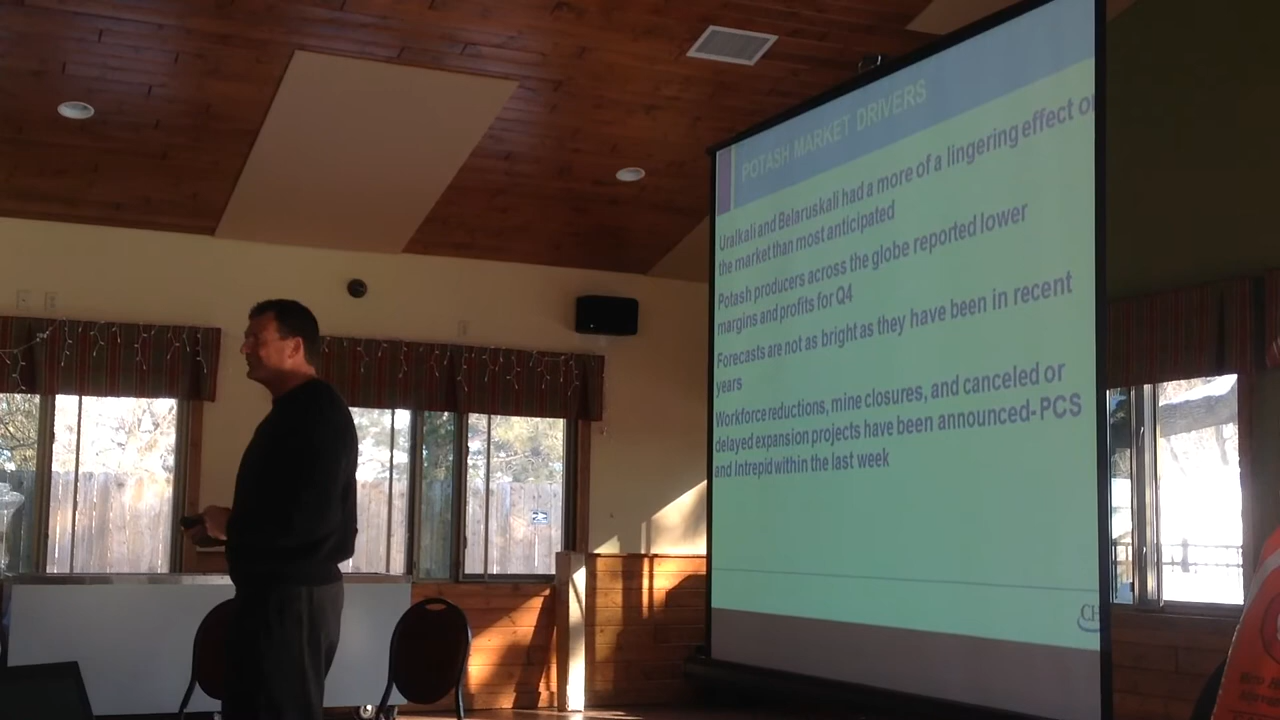 POTASH MARKET DRIVERS
Uralkali and Belaruskali had a more of a lingering effect on
the market than most anticipated
Potash producers across the globe reported lower
margins and profits for Q4
Forecasts are not as bright as they have been in recent
years
Workforce reductions, mine closures, and canceled or
delayed expansion projects have been announced- PCS
and Intrepid within the last week
CH